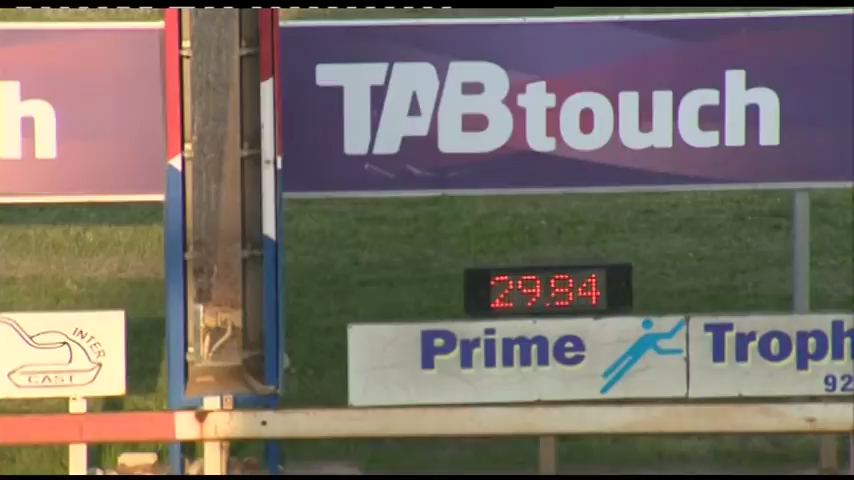 h
TABtouch
29.84
INTER
CAST
Prime
Troph
92